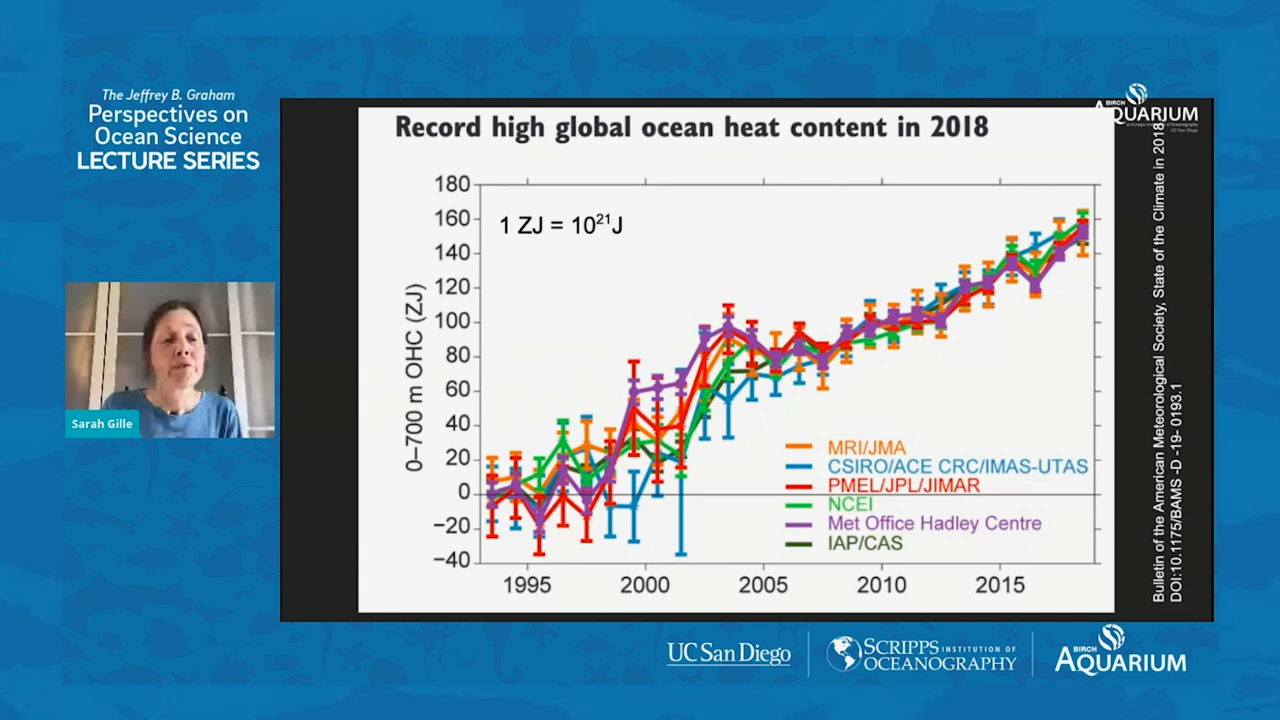 The Jeffrey B. Graham
Perspectives on
Ocean Science
LECTURE SERIES
Sarah Gille
BIRCH
AQUARIUM
Record high global ocean heat content in 2018
1 ZJ = 10²¹J
0–700 m OHC (ZJ)
180
160
140
120
100
80
60
40
20
0
−20
−40
1995
2000
2005
2010
2015
MRI/JMA
CSIRO/ACE CRC/IMAS-UTAS
PMEL/JPL/JIMAR
NCEI
Met Office Hadley Centre
IAP/CAS
Bulletin of the American Meteorological Society, State of the Climate in 2018,
DOI:10.1175/BAMS -D -19- 0193.1
UC San Diego
SCRIPPS INSTITUTION OF
OCEANOGRAPHY
BIRCH
AQUARIUM